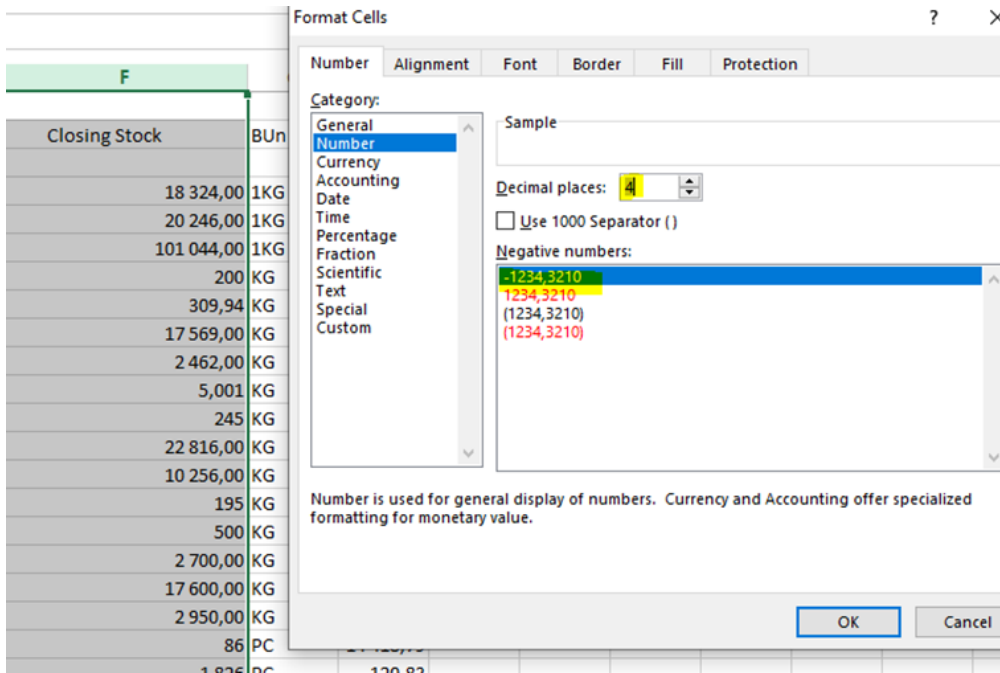 Format Cells
?
X
Number Alignment Font Border Fill Protection
F
Category:
General
Number
Currency
Accounting
Date
Time
Percentage
Fraction
Scientific
Text
Special
Custom
Sample
Decimal places: 4
Use 1000 Separator ( )
Negative numbers:
-1234,3210
1234,3210
(1234,3210)
(1234,3210)
Number is used for general display of numbers. Currency and Accounting offer specialized
formatting for monetary value.
OK Cancel
Closing Stock BUn
18 324,00 1KG
20 246,00 1KG
101 044,00 1KG
200 KG
309,94 KG
17 569,00 KG
2 462,00 KG
5,001 KG
245 KG
22 816,00 KG
10 256,00 KG
195 KG
500 KG
2 700,00 KG
17 600,00 KG
2 950,00 KG
86 PC
1 826 PC 129,83